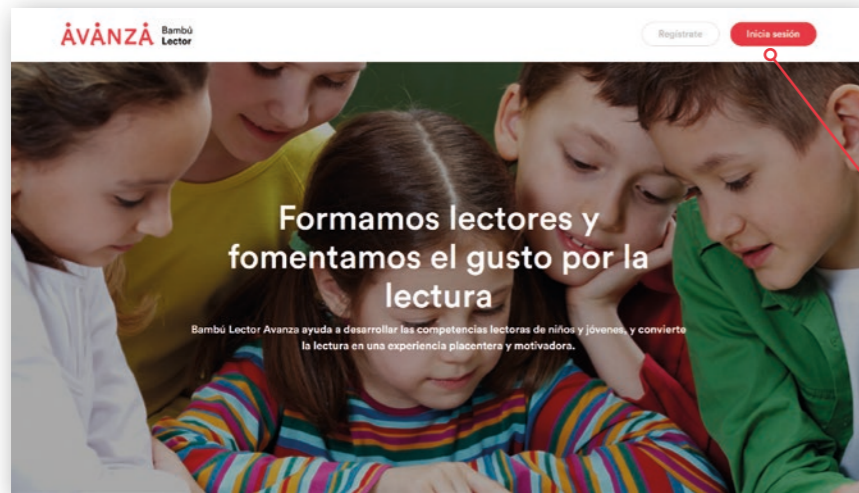 AVANZA Bambú
Lector
Regístrate
Inicia sesión
Formamos lectores y
fomentamos el gusto por la
lectura
Bambú Lector Avanza ayuda a desarrollar las competencias lectoras de niños y jóvenes, y convierte
la lectura en una experiencia placentera y motivadora.